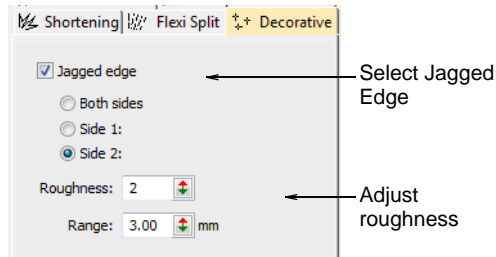 Shortening Flexi Split Decorative
Jagged edge
Both sides
Side 1:
Side 2:
Roughness: 2
Range: 3.00 mm
Select Jagged
Edge
Adjust
roughness